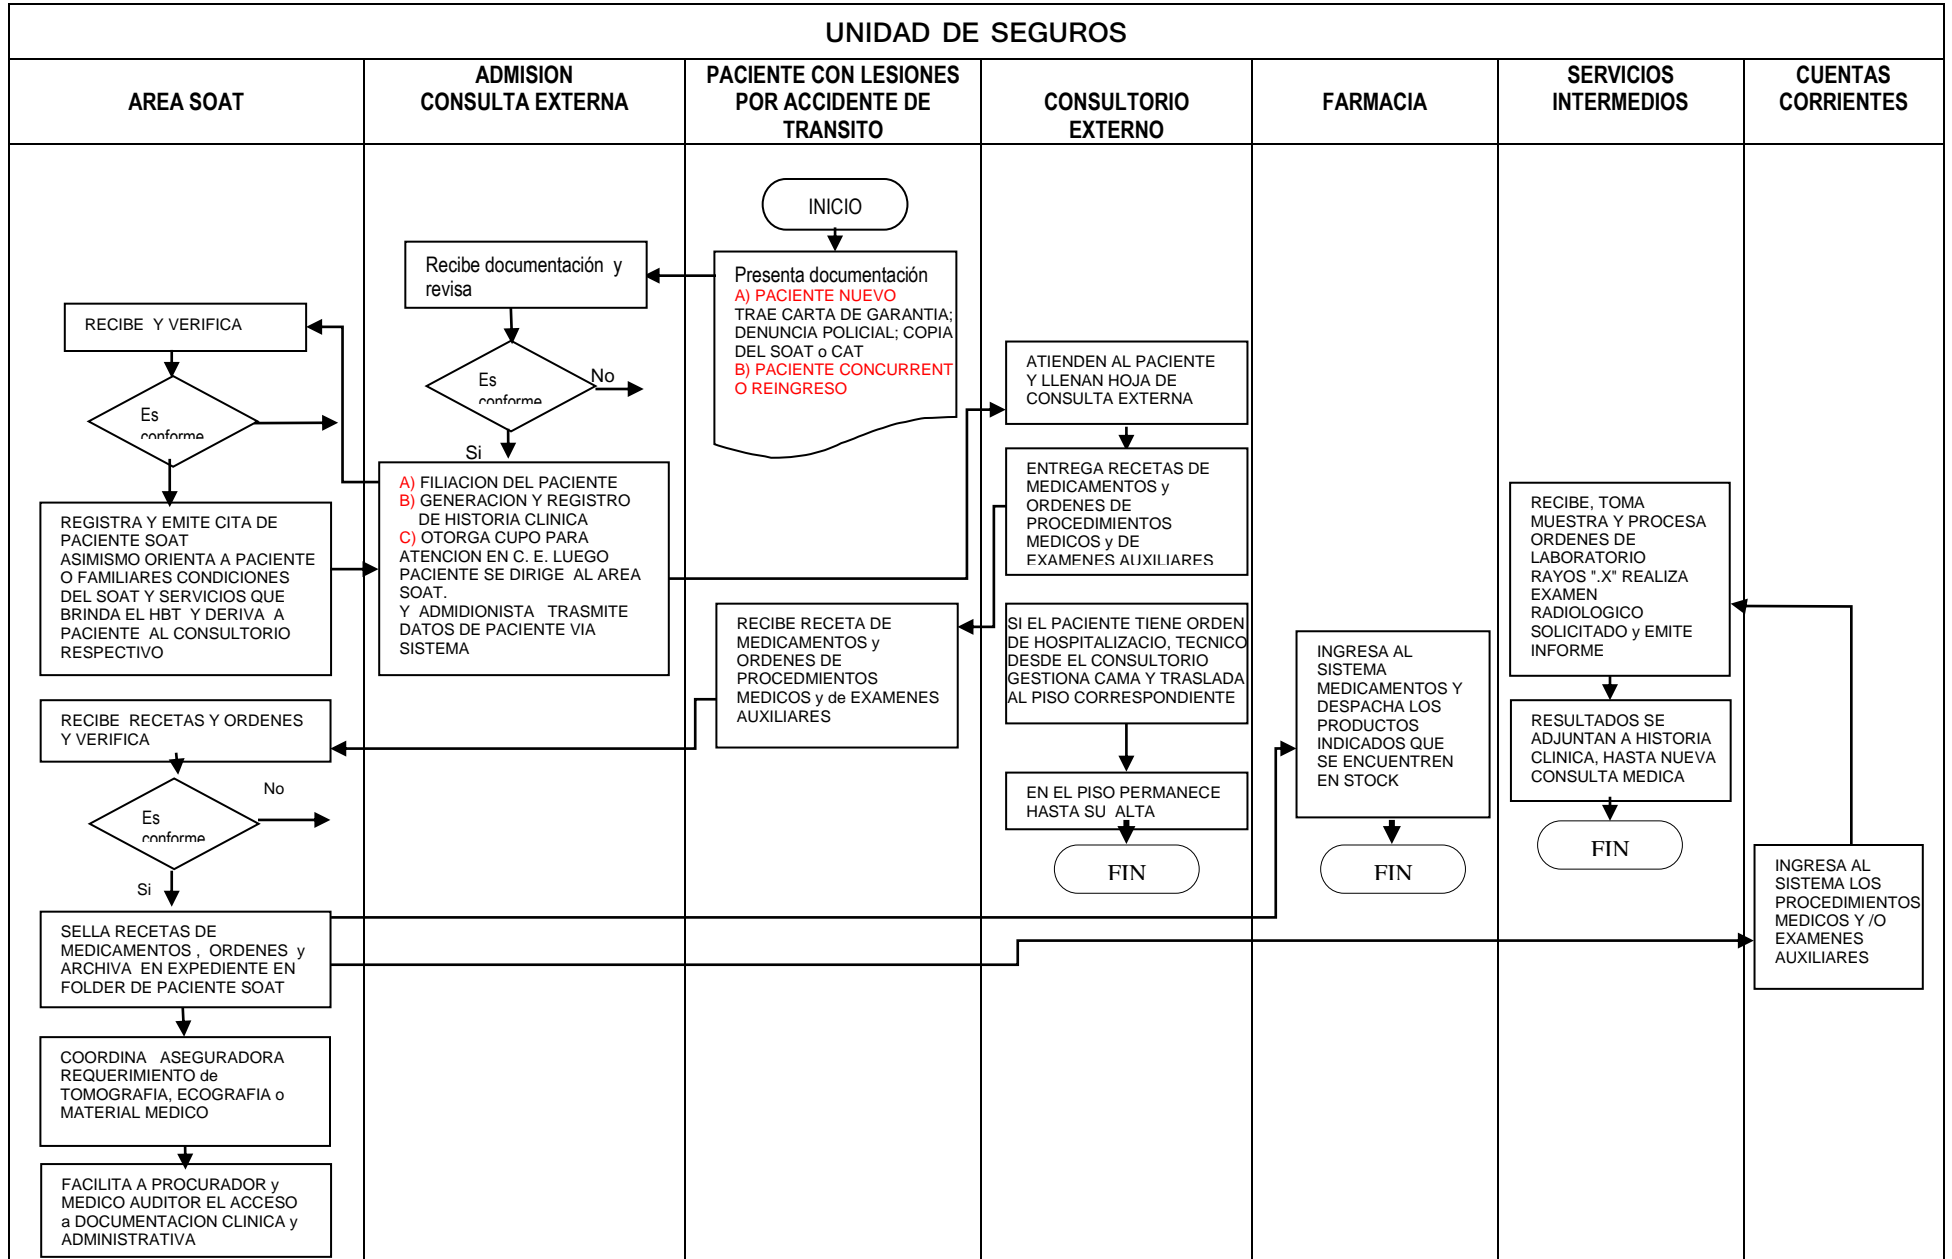 UNIDAD DE SEGUROS
AREA SOAT
ADMISION
CONSULTA EXTERNA
PACIENTE CON LESIONES
POR ACCIDENTE DE
TRANSITO
CONSULTORIO
EXTERNO
FARMACIA
SERVICIOS
INTERMEDIOS
CUENTAS
CORRIENTES
INICIO
Presenta documentación
A) PACIENTE NUEVO
TRAE CARTA DE GARANTIA;
DENUNCIA POLICIAL; COPIA
DEL SOAT o CAT
B) PACIENTE CONCURRENT
O REINGRESO
Recibe documentación y
revisa
Es
conforme
No
Si
A) FILIACION DEL PACIENTE
B) GENERACION Y REGISTRO
DE HISTORIA CLINICA
C) OTORGA CUPO PARA
ATENCION EN C. E. LUEGO
PACIENTE SE DIRIGE AL AREA
SOAT.
Y ADMIDIONISTA TRASMITE
DATOS DE PACIENTE VIA
SISTEMA
RECIBE Y VERIFICA
Es
conforme
REGISTRA Y EMITE CITA DE
PACIENTE SOAT
ASIMISMO ORIENTA A PACIENTE
O FAMILIARES CONDICIONES
DEL SOAT Y SERVICIOS QUE
BRINDA EL HBT Y DERIVA A
PACIENTE AL CONSULTORIO
RESPECTIVO
ATIENDEN AL PACIENTE
Y LLENAN HOJA DE
CONSULTA EXTERNA
ENTREGA RECETAS DE
MEDICAMENTOS y
ORDENES DE
PROCEDIMIENTOS
MEDICOS y DE
EXAMENES AUXILIARES
RECIBE RECETA DE
MEDICAMENTOS y
ORDENES DE
PROCEDMIENTOS
MEDICOS y de EXAMENES
AUXILIARES
SI EL PACIENTE TIENE ORDEN
DE HOSPITALIZACIO, TECNICO
DESDE EL CONSULTORIO
GESTIONA CAMA Y TRASLADA
AL PISO CORRESPONDIENTE
EN EL PISO PERMANECE
HASTA SU ALTA
FIN
RECIBE RECETAS Y ORDENES
Y VERIFICA
Es
conforme
No
Si
SELLA RECETAS DE
MEDICAMENTOS , ORDENES y
ARCHIVA EN EXPEDIENTE EN
FOLDER DE PACIENTE SOAT
COORDINA ASEGURADORA
REQUERIMIENTO de
TOMOGRAFIA, ECOGRAFIA o
MATERIAL MEDICO
FACILITA A PROCURADOR y
MEDICO AUDITOR EL ACCESO
a DOCUMENTACION CLINICA y
ADMINISTRATIVA
INGRESA AL
SISTEMA
MEDICAMENTOS Y
DESPACHA LOS
PRODUCTOS
INDICADOS QUE
SE ENCUENTREN
EN STOCK
FIN
INGRESA AL
SISTEMA LOS
PROCEDIMIENTOS
MEDICOS Y /O
EXAMENES
AUXILIARES
RECIBE, TOMA
MUESTRA Y PROCESA
ORDENES DE
LABORATORIO
RAYOS ".X" REALIZA
EXAMEN
RADIOLOGICO
SOLICITADO y EMITE
INFORME
RESULTADOS SE
ADJUNTAN A HISTORIA
CLINICA, HASTA NUEVA
CONSULTA MEDICA
FIN